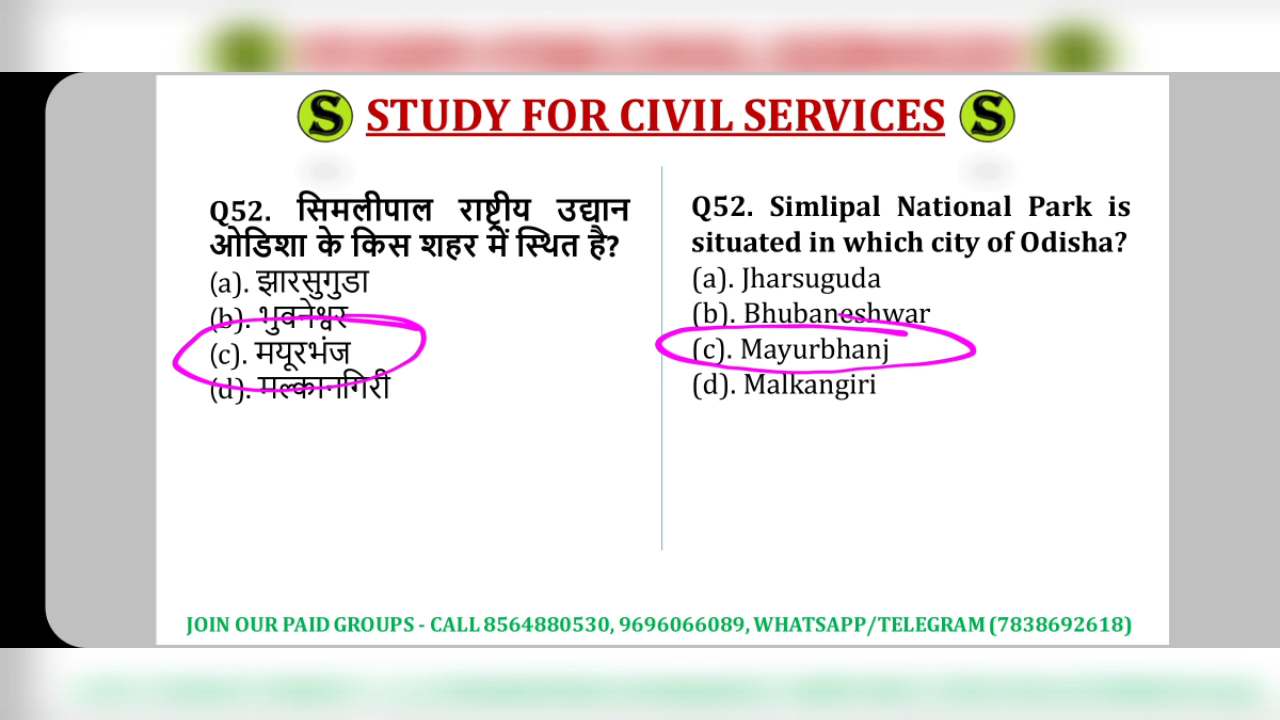 S STUDY FOR CIVIL SERVICES S
Q52. सिमलीपाल राष्ट्रीय उद्यान
ओडिशा के किस शहर में स्थित है?
(a). झारसुगुडा
(b). भुवनेश्वर
(c). मयूरभंज
(d). मल्कानगिरी
Q52. Simlipal National Park is
situated in which city of Odisha?
(a). Jharsuguda
(b). Bhubaneshwar
(c). Mayurbhanj
(d). Malkangiri
JOIN OUR PAID GROUPS - CALL 8564880530, 9696066089, WHATSAPP/TELEGRAM (7838692618)